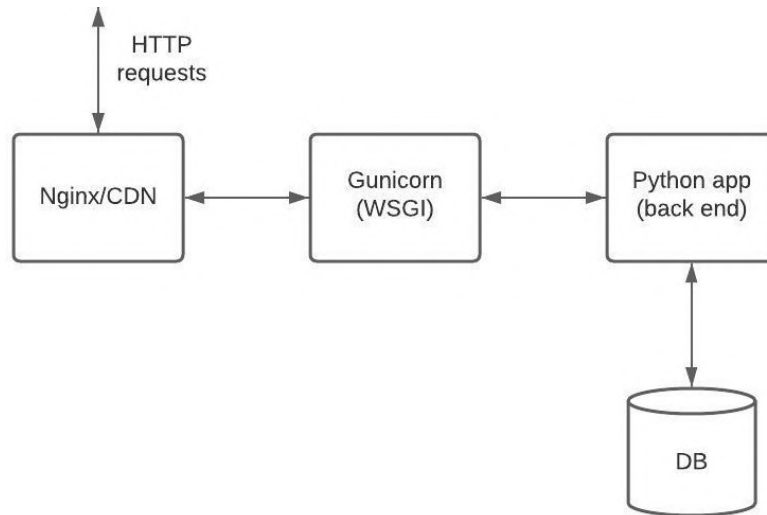 HTTP
requests
Nginx/CDN
Gunicorn
(WSGI)
Python app
(back end)
DB